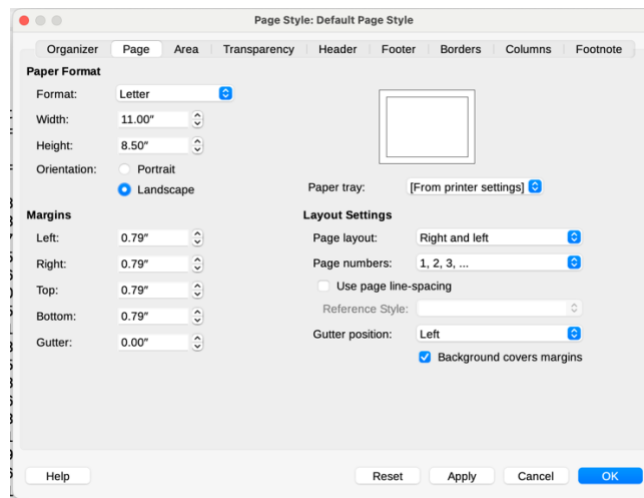 Page Style: Default Page Style
Organizer Page Area Transparency Header Footer Borders Columns Footnote
Paper Format
Format: Letter
Width: 11.00"
Height: 8.50"
Orientation: Portrait
Landscape
Paper tray: [From printer settings]
Margins
Left: 0.79"
Right: 0.79"
Top: 0.79"
Bottom: 0.79"
Gutter: 0.00"
Layout Settings
Page layout: Right and left
Page numbers: 1, 2, 3, ...
Use page line-spacing
Reference Style:
Gutter position: Left
Background covers margins
Help Reset Apply Cancel OK